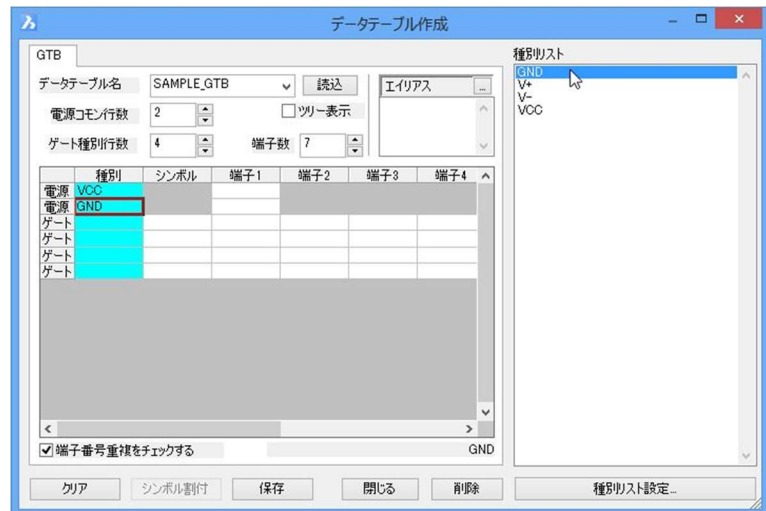 データテーブル作成
GTB
種別リスト
データテーブル名 SAMPLE_GTB 読込 エイリアス ...
電源コモン行数 2 ツリー表示
ゲート種別行数 4 端子数 7
GND
V+
V-
VCC
種別 シンボル 端子1 端子2 端子3 端子4
電源 VCC
電源 GND
ゲート
ゲート
ゲート
ゲート
端子番号重複をチェックする GND
クリア シンボル割付 保存 閉じる 削除 種別リスト設定...